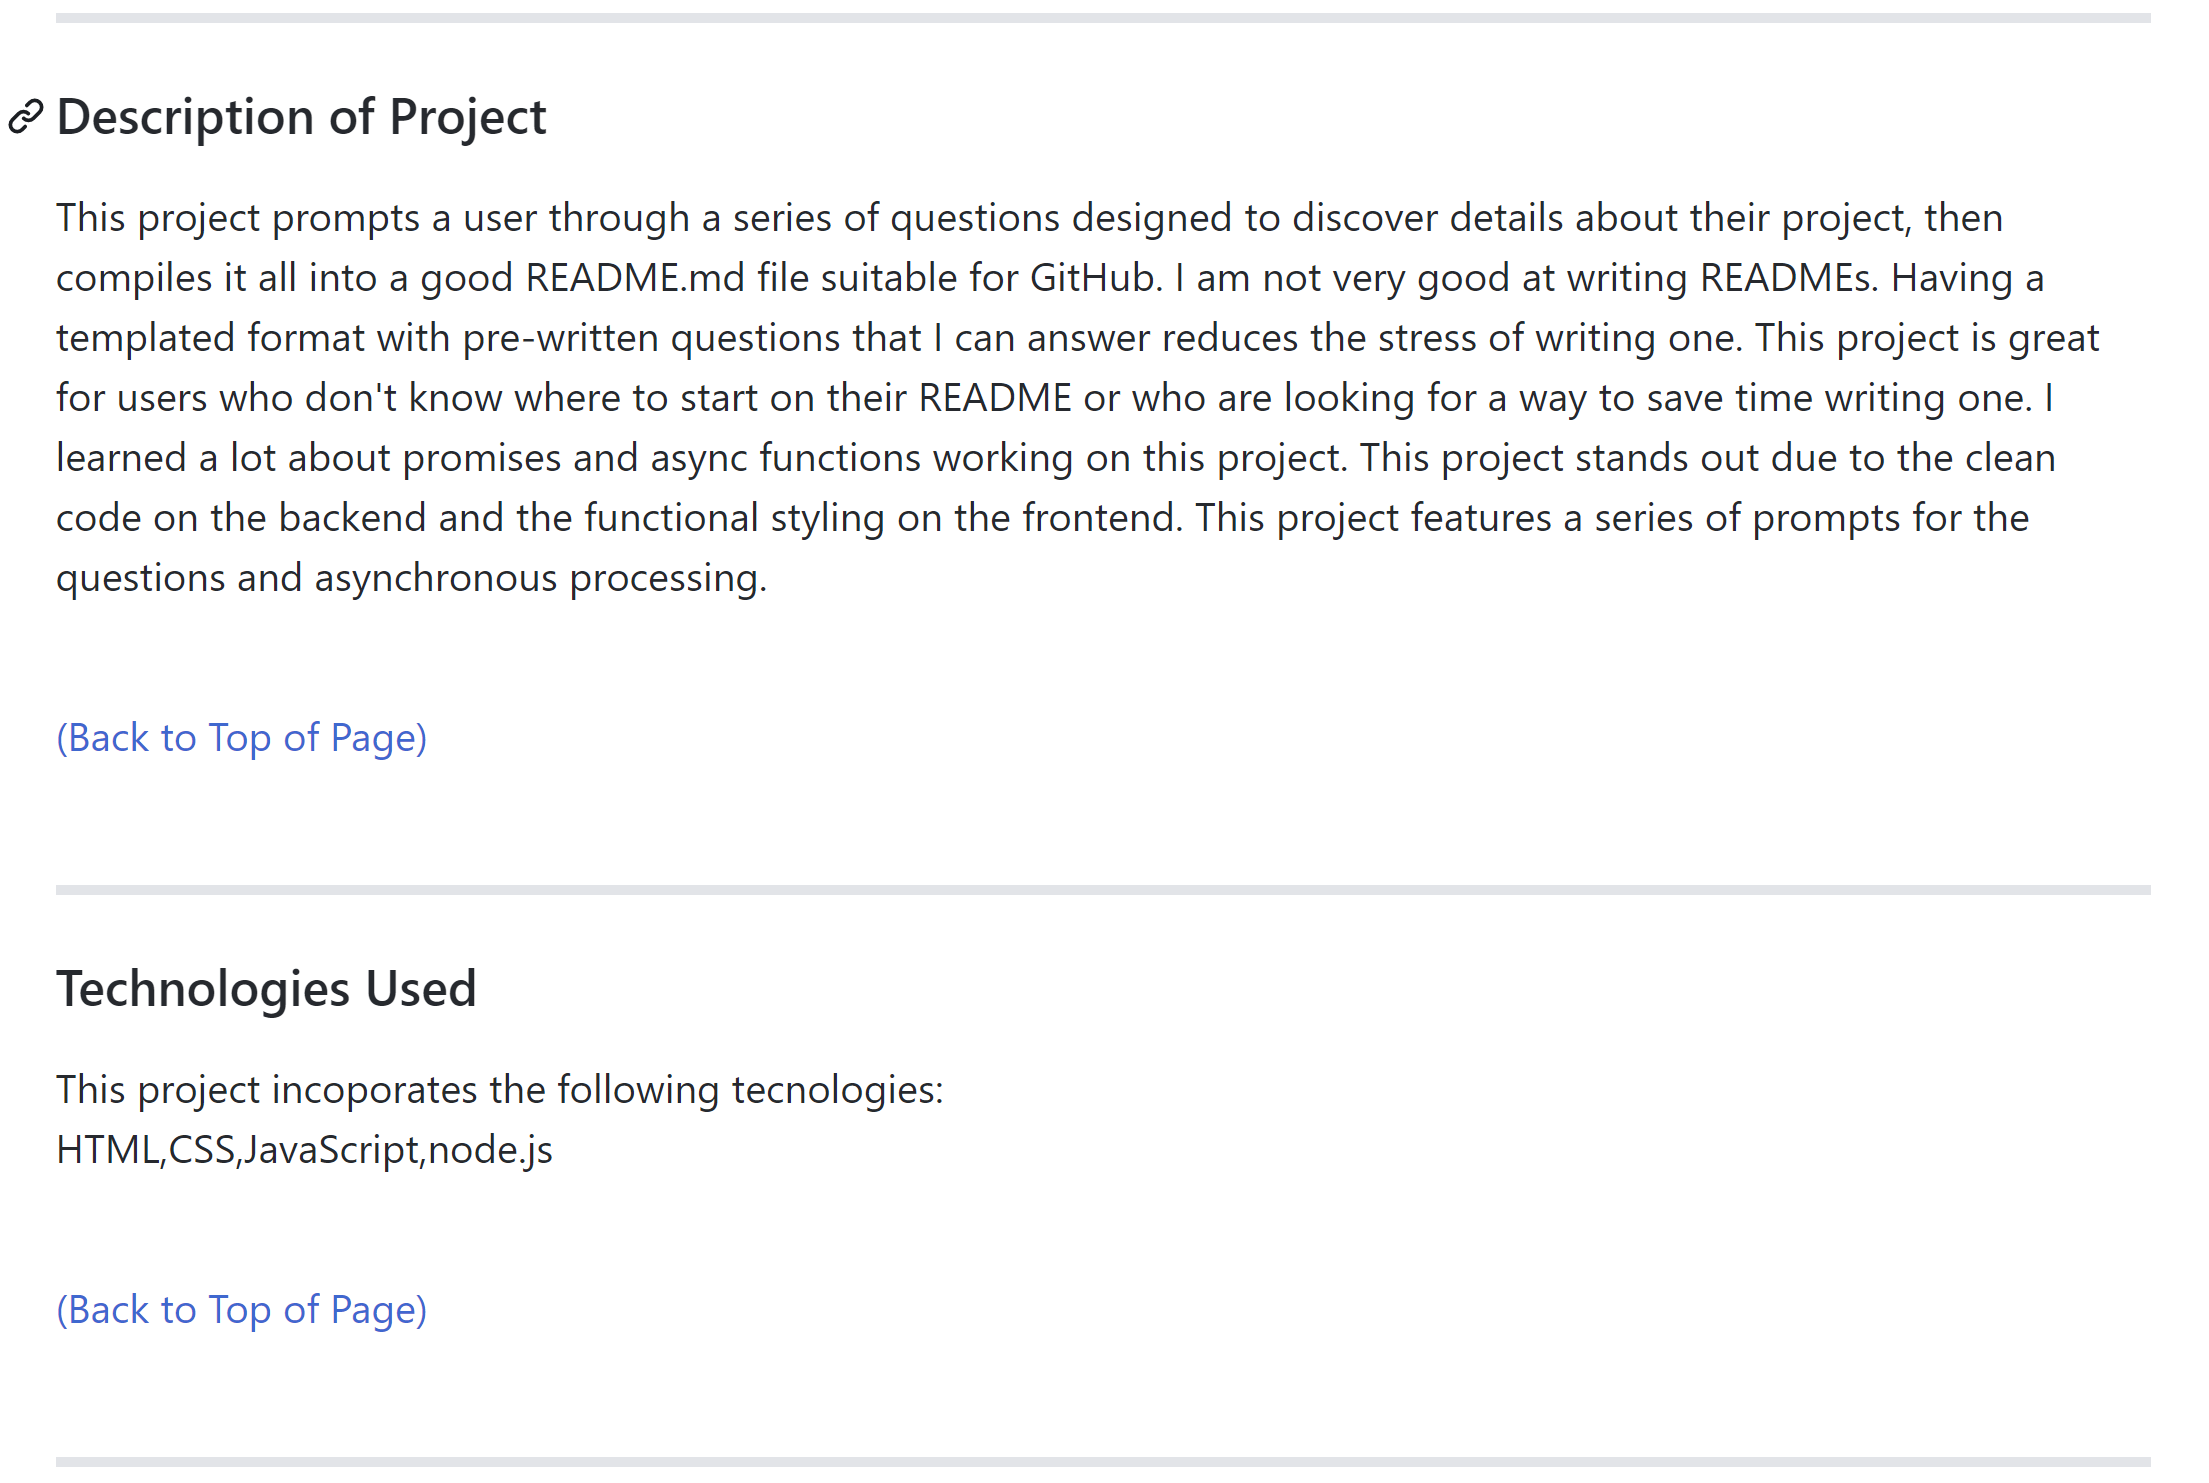 Description of Project
This project prompts a user through a series of questions designed to discover details about their project, then
compiles it all into a good README.md file suitable for GitHub. I am not very good at writing READMEs. Having a
templated format with pre-written questions that I can answer reduces the stress of writing one. This project is great
for users who don't know where to start on their README or who are looking for a way to save time writing one. I
learned a lot about promises and async functions working on this project. This project stands out due to the clean
code on the backend and the functional styling on the frontend. This project features a series of prompts for the
questions and asynchronous processing.
(Back to Top of Page)
Technologies Used
This project incoporates the following tecnologies:
HTML,CSS,JavaScript,node.js
(Back to Top of Page)